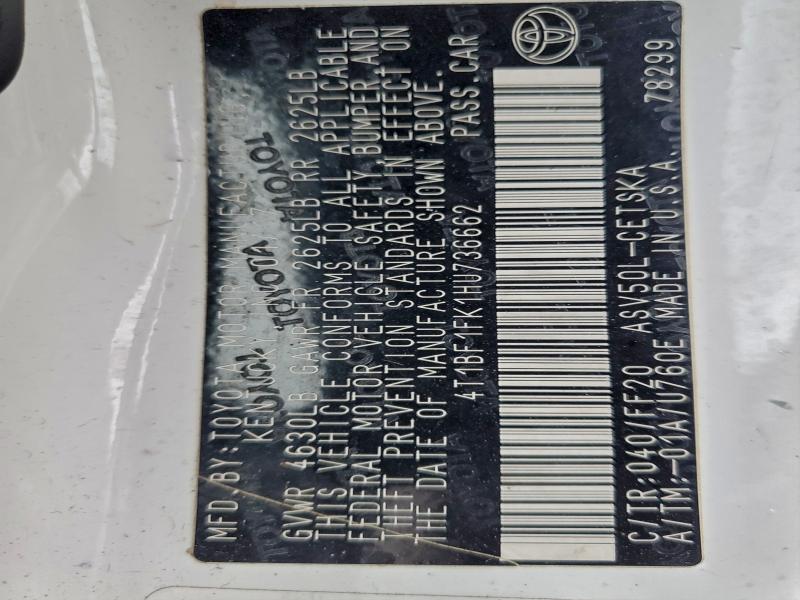 MFD.BY:TOYOTA MOTOR MANUFACTURING
KENTUCKY
GVWR 4630LB GAWR FR 2625LB RR 2625LB
THIS VEHICLE CONFORMS TO ALL APPLICABLE
FEDERAL MOTOR VEHICLE SAFETY, BUMPER, AND
THEFT PREVENTION STANDARDS IN EFFECT ON
THE DATE OF MANUFACTURE SHOWN ABOVE.
4T1BF1FK1HU736662 PASS.CAR
C/TR:040/FF20 ASV50L-CETSKA
A/TM:-01A/U760E MADE IN U.S.A. 78299